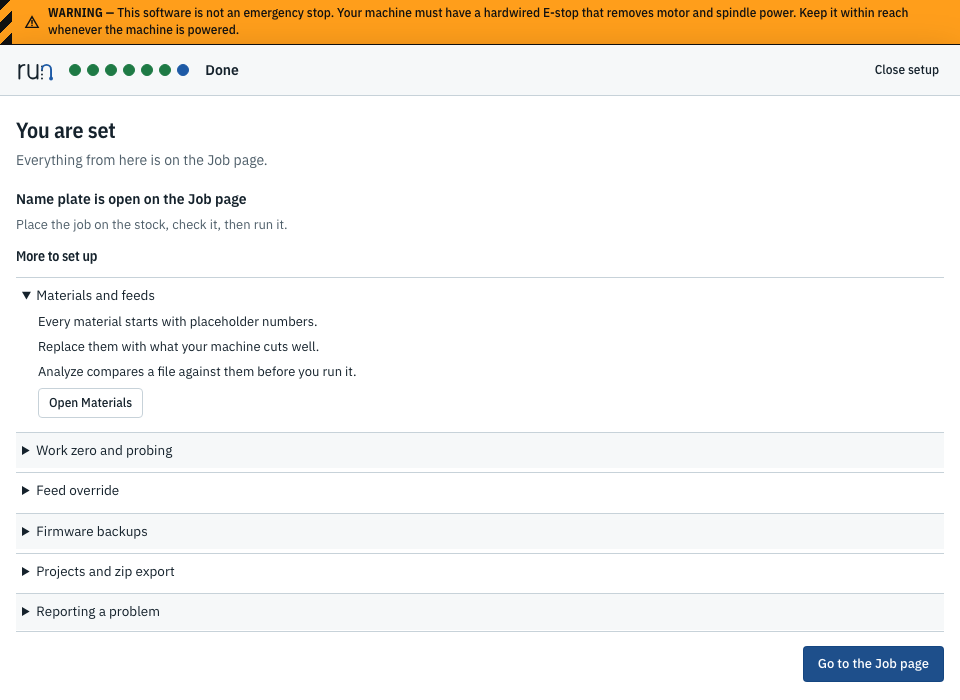 WARNING — This software is not an emergency stop. Your machine must have a hardwired E-stop that removes motor and spindle power. Keep it within reach
whenever the machine is powered.
run Done Close setup
You are set
Everything from here is on the Job page.
Name plate is open on the Job page
Place the job on the stock, check it, then run it.
More to set up
Materials and feeds
Every material starts with placeholder numbers.
Replace them with what your machine cuts well.
Analyze compares a file against them before you run it.
Open Materials
Work zero and probing
Feed override
Firmware backups
Projects and zip export
Reporting a problem
Go to the Job page